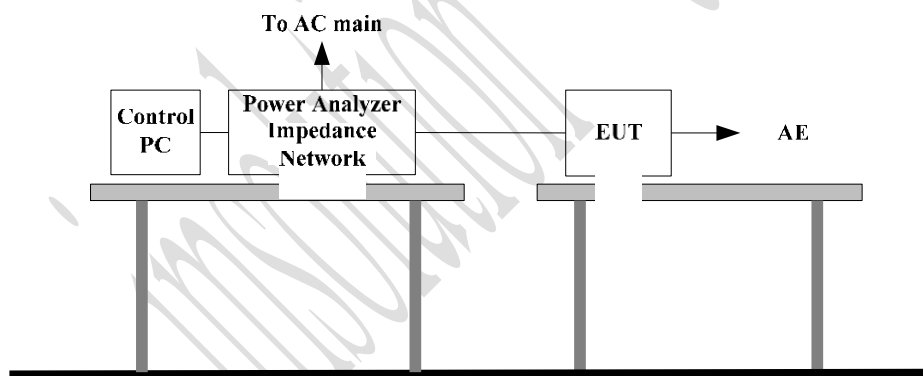 To AC main
Control
PC
Power Analyzer
Impedance
Network
EUT
AE